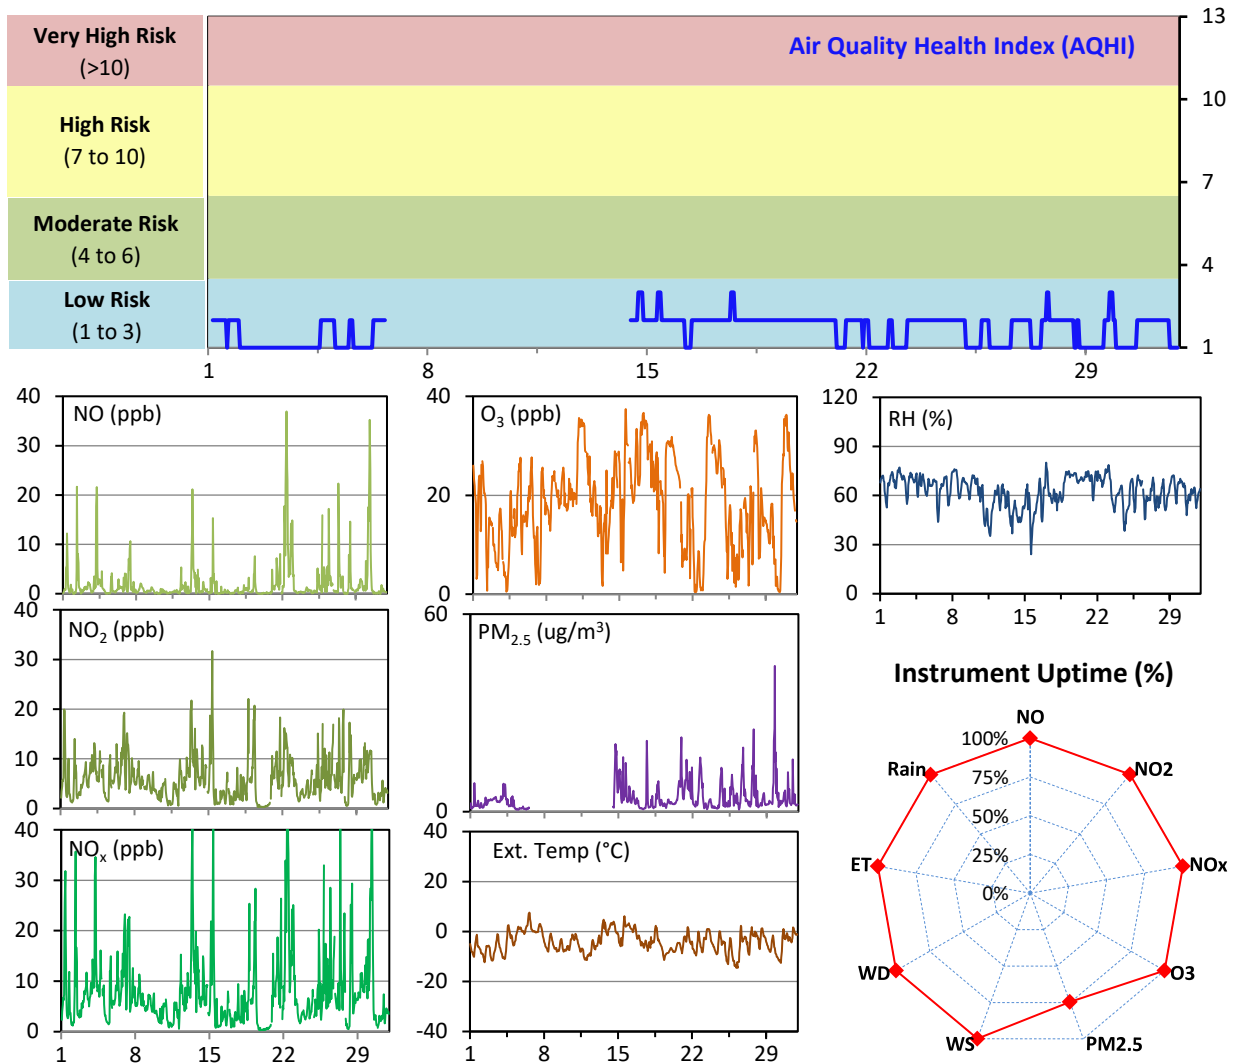 Very High Risk
(>10)
High Risk
(7 to 10)
Moderate Risk
(4 to 6)
Low Risk
(1 to 3)
Air Quality Health Index (AQHI)
13
10
7
4
1
1 8 15 22 29
NO (ppb)
40
30
20
10
0
O3 (ppb)
40
20
0
RH (%)
120
90
60
30
0
1 8 15 22 29
NO2 (ppb)
40
30
20
10
0
PM2.5 (ug/m³)
60
0
NOx (ppb)
40
30
20
10
0
1 8 15 22 29
Ext. Temp (°C)
40
20
0
-20
-40
1 8 15 22 29
Instrument Uptime (%)
NO
100%
75%
50%
25%
0%
NO2
NOx
O3
PM2.5
WS
WD
ET
Rain